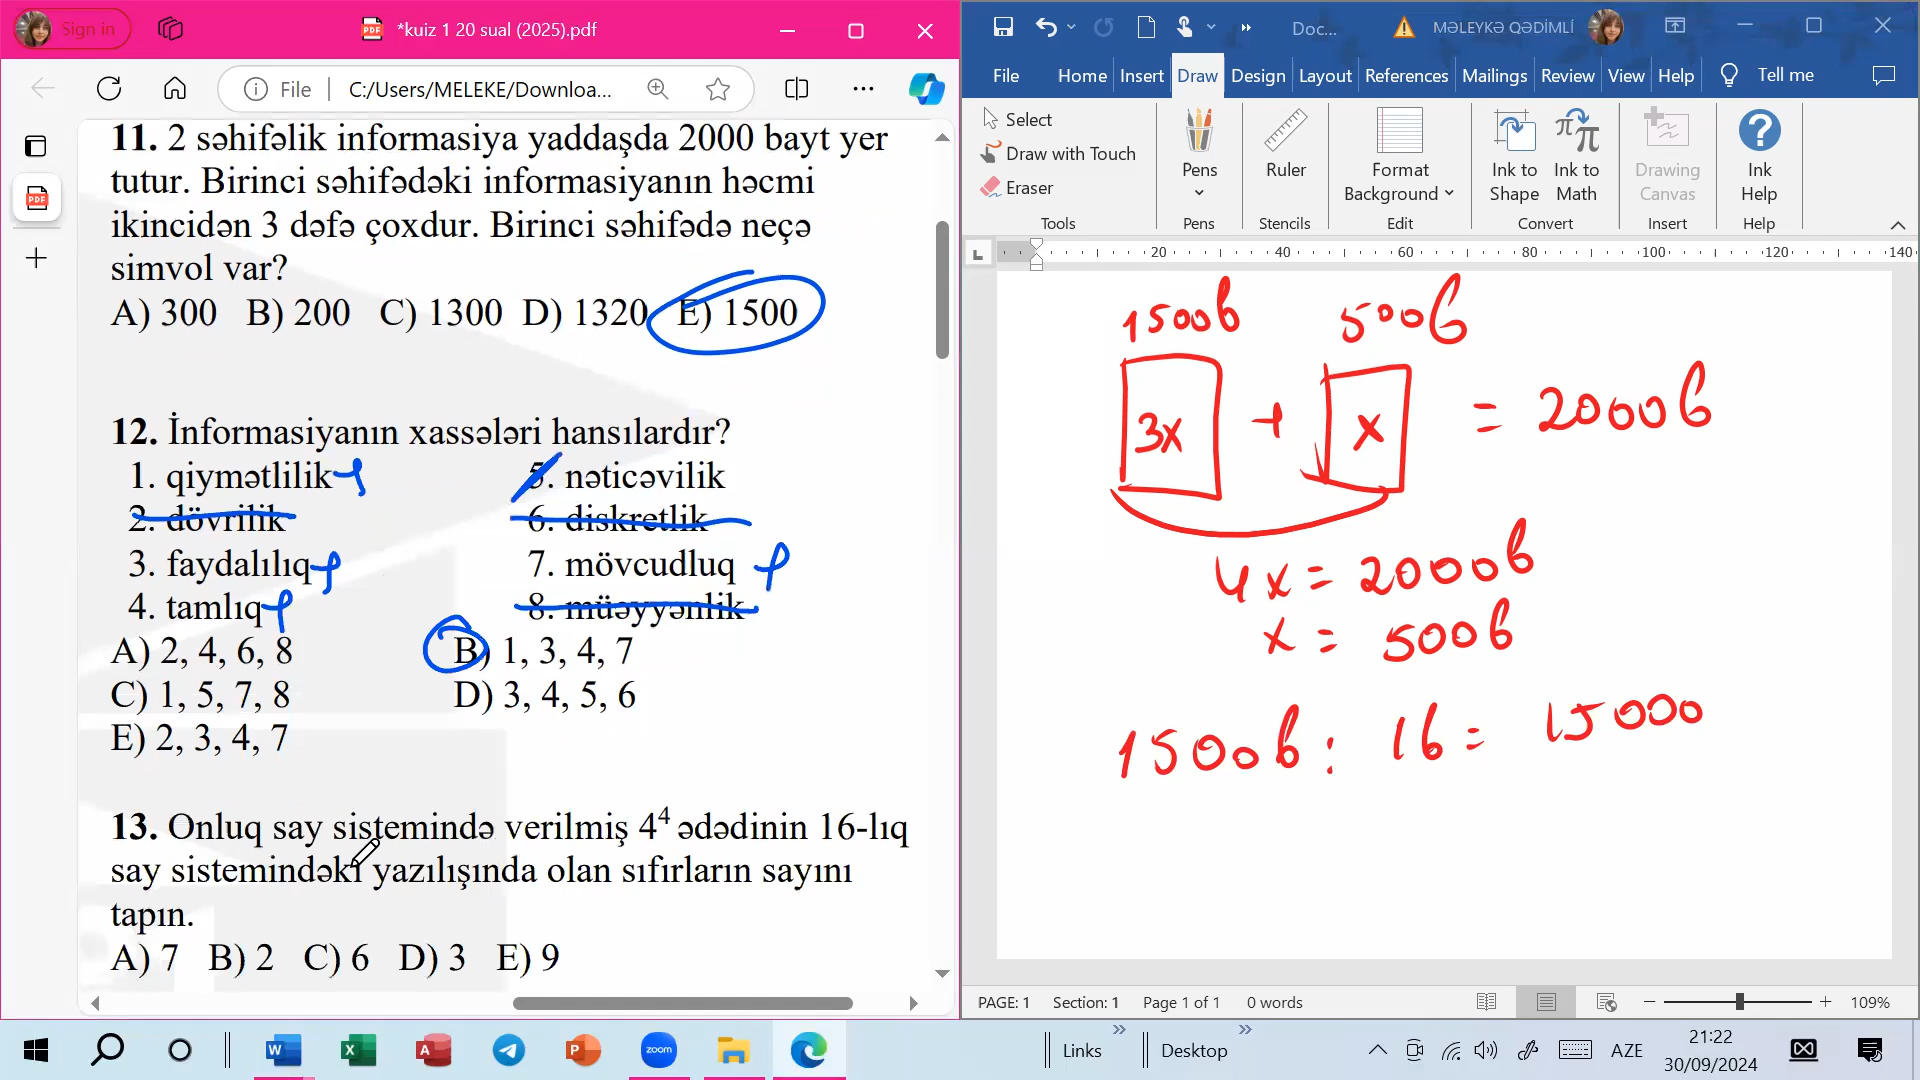 Sign in
*kuiz 1 20 sual (2025).pdf
File
C:/Users/MELEKE/Downloa...
11. 2 səhifəlik informasiya yaddaşda 2000 bayt yer
tutur. Birinci səhifədəki informasiyanın həcmi
ikincidən 3 dəfə çoxdur. Birinci səhifədə neçə
simvol var?
A) 300 B) 200 C) 1300 D) 1320 E) 1500
12. İnformasiyanın xassələri hansılardır?
1. qiymətlilik
5. nəticəvilik
2. dövrilik
6. diskretlik
3. faydalılıq
7. mövcudluq
4. tamlıq
8. müəyyənlik
A) 2, 4, 6, 8
B) 1, 3, 4, 7
C) 1, 5, 7, 8
D) 3, 4, 5, 6
E) 2, 3, 4, 7
13. Onluq say sistemində verilmiş 4⁴ ədədinin 16-lıq
say sistemindəki yazılışında olan sıfırların sayını
tapın.
A) 7 B) 2 C) 6 D) 3 E) 9
Doc...
MƏLEYKƏ QƏDİMLİ
File Home Insert Draw Design Layout References Mailings Review View Help Tell me
Select
Draw with Touch
Eraser
Tools
Pens
Pens
Ruler
Stencils
Format
Background
Edit
Ink to
Shape
Ink to
Math
Convert
Drawing
Canvas
Insert
Ink
Help
Help
20 40 60 80 100 120 140
1500b 500b
3x + x = 2000b
4x = 2000b
x = 500b
1500b : 1b = 15000
PAGE: 1 Section: 1 Page 1 of 1 0 words
109%
zoom
Links
Desktop
AZE
21:22
30/09/2024